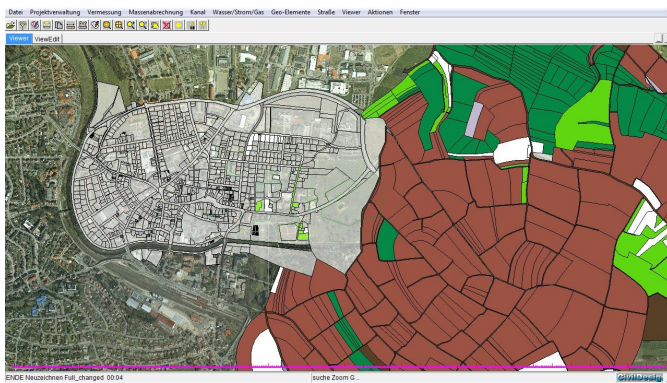 Datei Projektverwaltung Vermessung Massenabrechnung Kanal Wasser/Strom/Gas Geo-Elemente Straße Viewer Aktionen Fenster
Viewer ViewEdit
ENDE Neuzeichnen Full_changed 00:04 suche Zoom G ..
CivilDesign